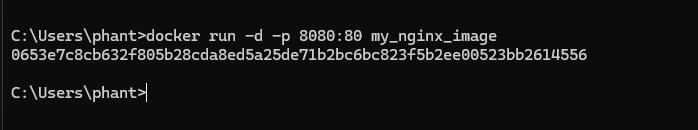 C:\Users\phant>docker run -d -p 8080:80 my_nginx_image
0653e7c8cb632f805b28cda8ed5a25de71b2bc6bc823f5b2ee00523bb2614556
C:\Users\phant>